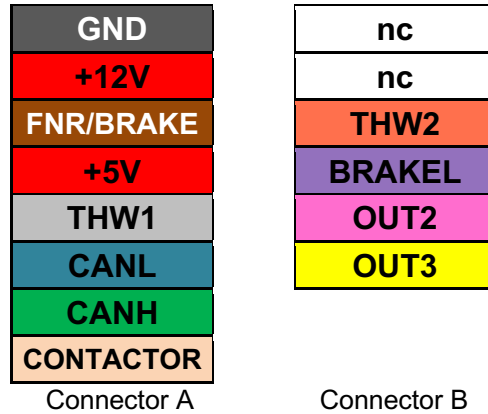 GND
+12V
FNR/BRAKE
+5V
THW1
CANL
CANH
CONTACTOR
Connector A
nc
nc
THW2
BRAKEL
OUT2
OUT3
Connector B